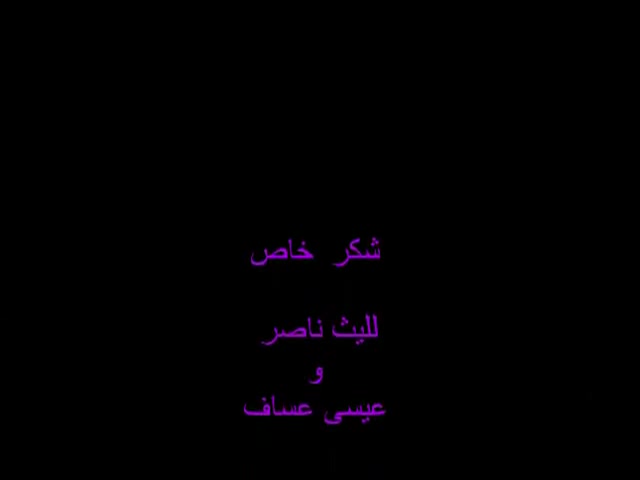 شكر خاص
لليث ناصر
و
عيسى عساف